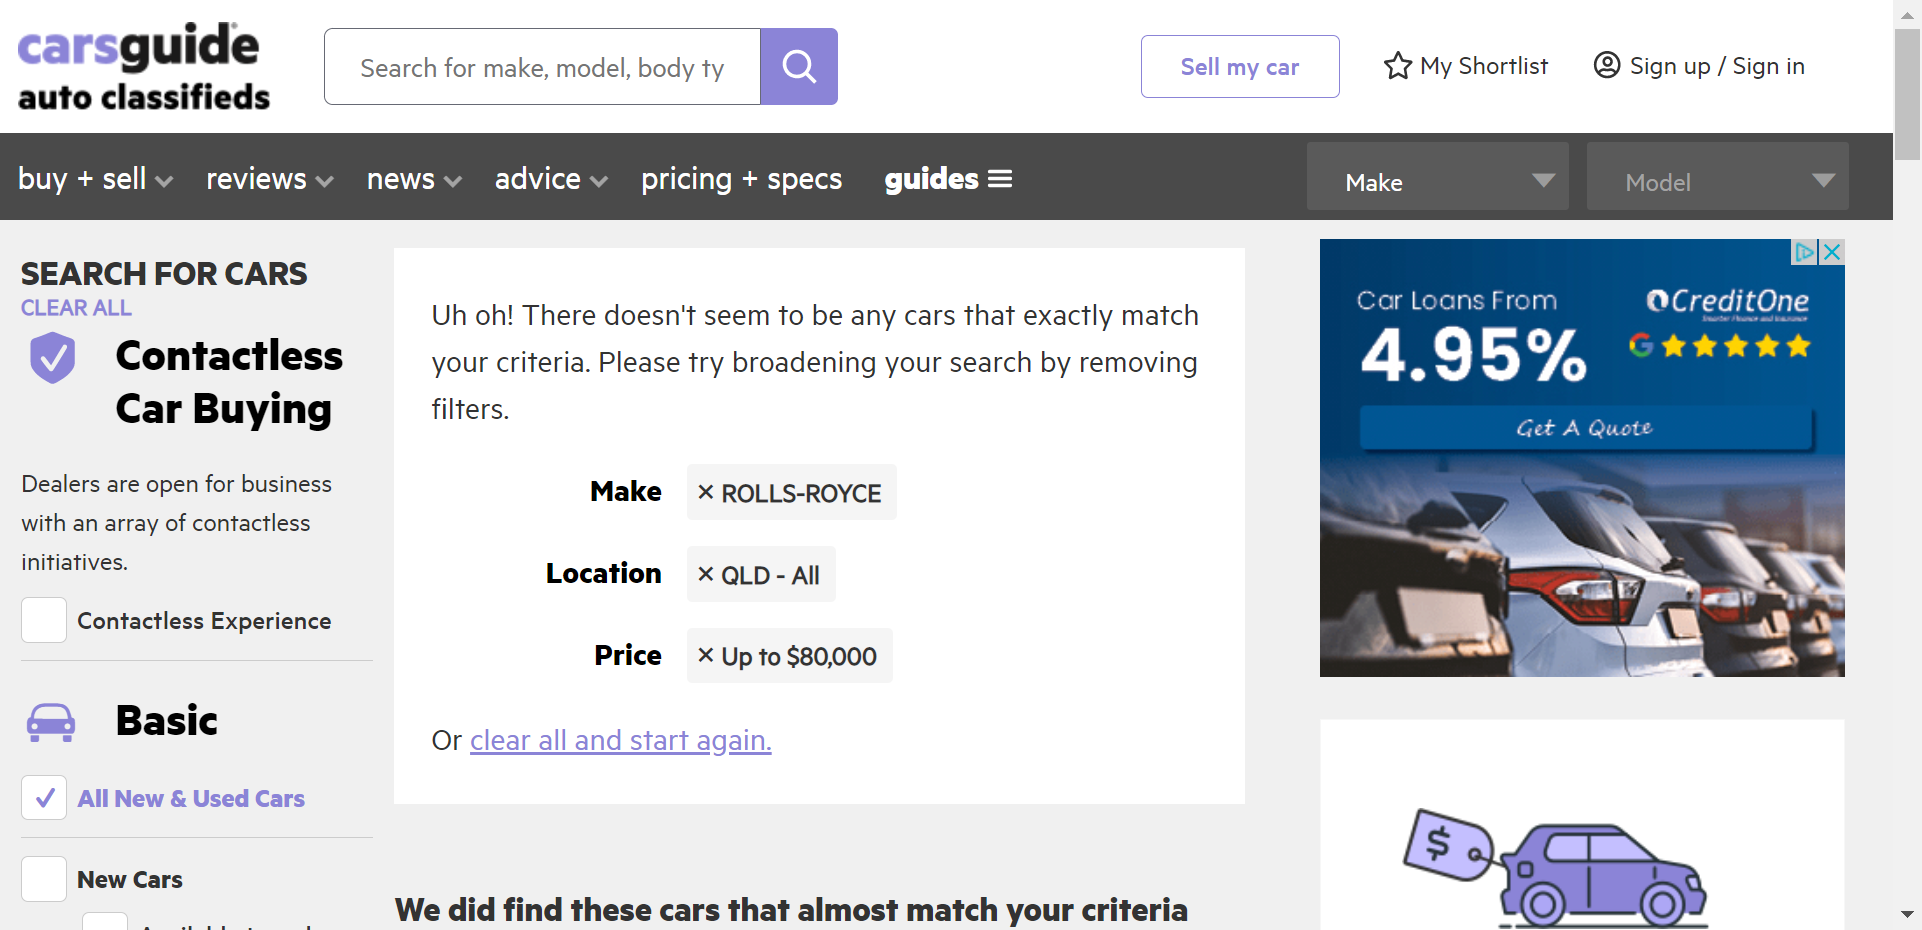 carsguide
auto classifieds
Search for make, model, body ty
Sell my car
My Shortlist
Sign up / Sign in
buy + sell
reviews
news
advice
pricing + specs
guides
Make
Model
SEARCH FOR CARS
CLEAR ALL
Contactless
Car Buying
Dealers are open for business
with an array of contactless
initiatives.
Contactless Experience
Basic
All New & Used Cars
New Cars
Uh oh! There doesn't seem to be any cars that exactly match
your criteria. Please try broadening your search by removing
filters.
Make
× ROLLS-ROYCE
Location
× QLD - All
Price
× Up to $80,000
Or clear all and start again.
We did find these cars that almost match your criteria
Car Loans From
4.95%
CreditOne
Smarter Finance and Insurance
G
Get A Quote
$